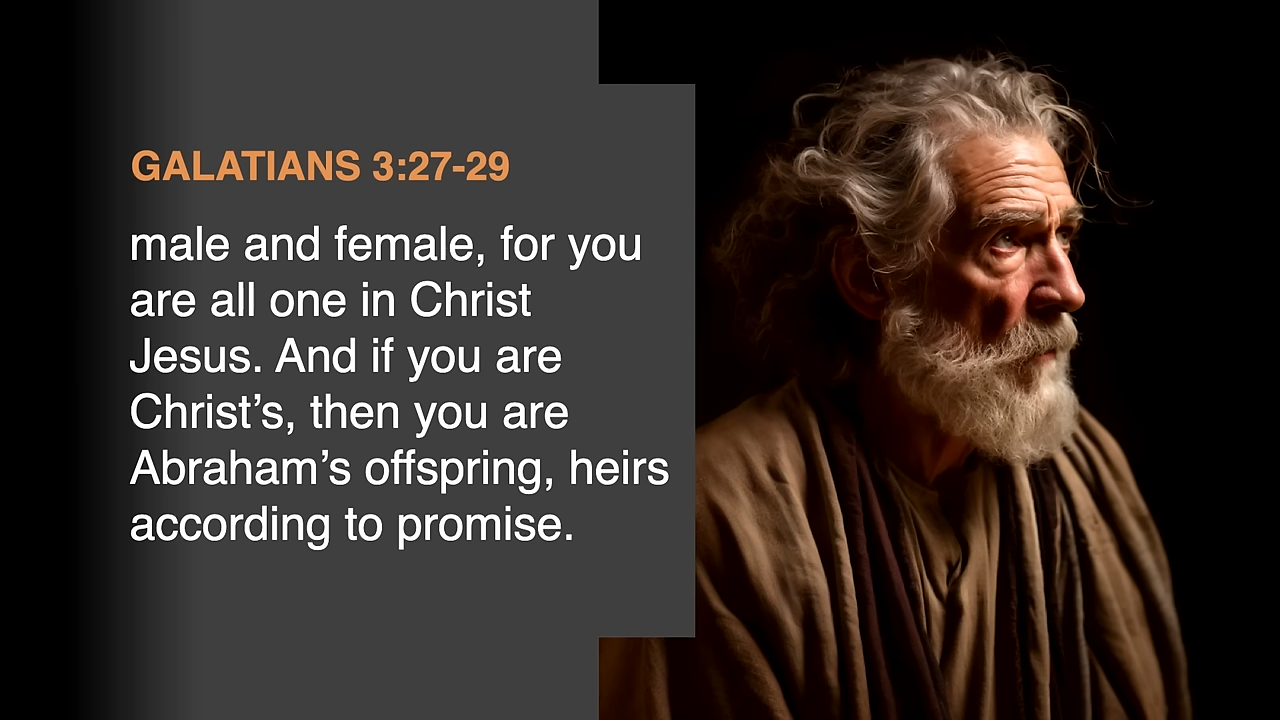 GALATIANS 3:27-29
male and female, for you
are all one in Christ
Jesus. And if you are
Christ’s, then you are
Abraham’s offspring, heirs
according to promise.